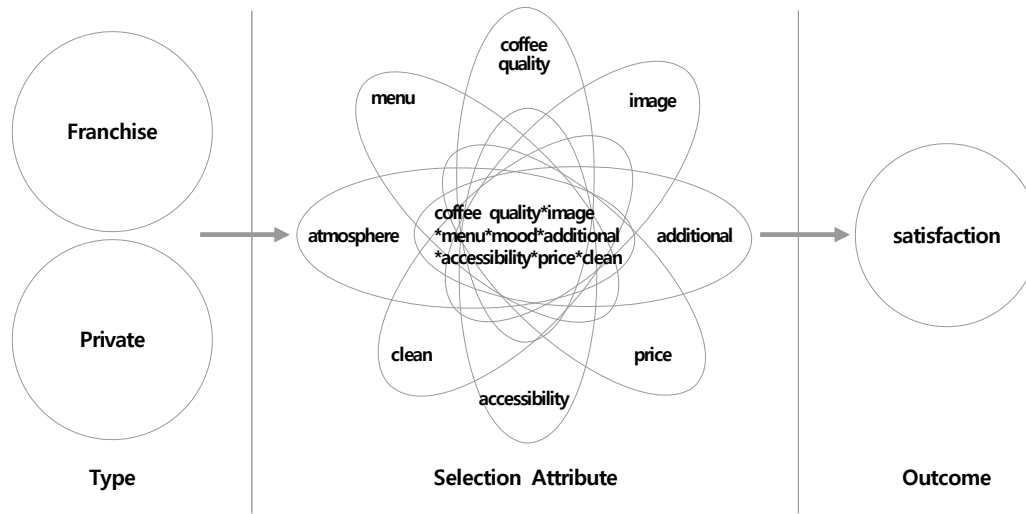 Franchise
Private
Type
coffee
quality
menu
image
atmosphere
coffee quality*image
*menu*mood*additional
*accessibility*price*clean
additional
clean
price
accessibility
Selection Attribute
satisfaction
Outcome